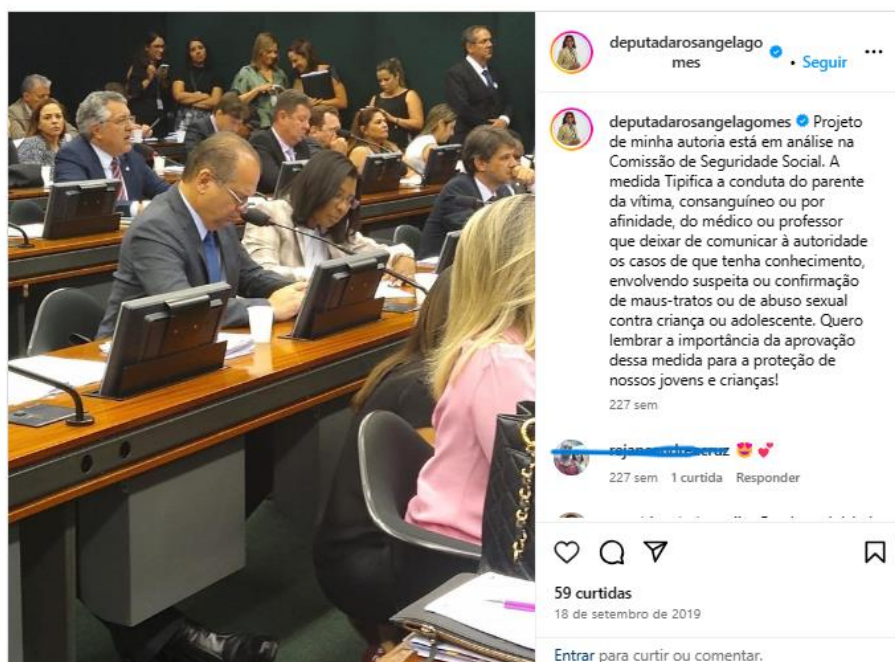 deputadarosangelago
mes • Seguir
deputadarosangelagomes Projeto
de minha autoria está em análise na
Comissão de Seguridade Social. A
medida Tipifica a conduta do parente
da vítima, consanguíneo ou por
afinidade, do médico ou professor
que deixar de comunicar à autoridade
os casos de que tenha conhecimento,
envolvendo suspeita ou confirmação
de maus-tratos ou de abuso sexual
contra criança ou adolescente. Quero
lembrar a importância da aprovação
dessa medida para a proteção de
nossos jovens e crianças!
227 sem
😍 💕
227 sem 1 curtida Responder
59 curtidas
18 de setembro de 2019
Entrar para curtir ou comentar.